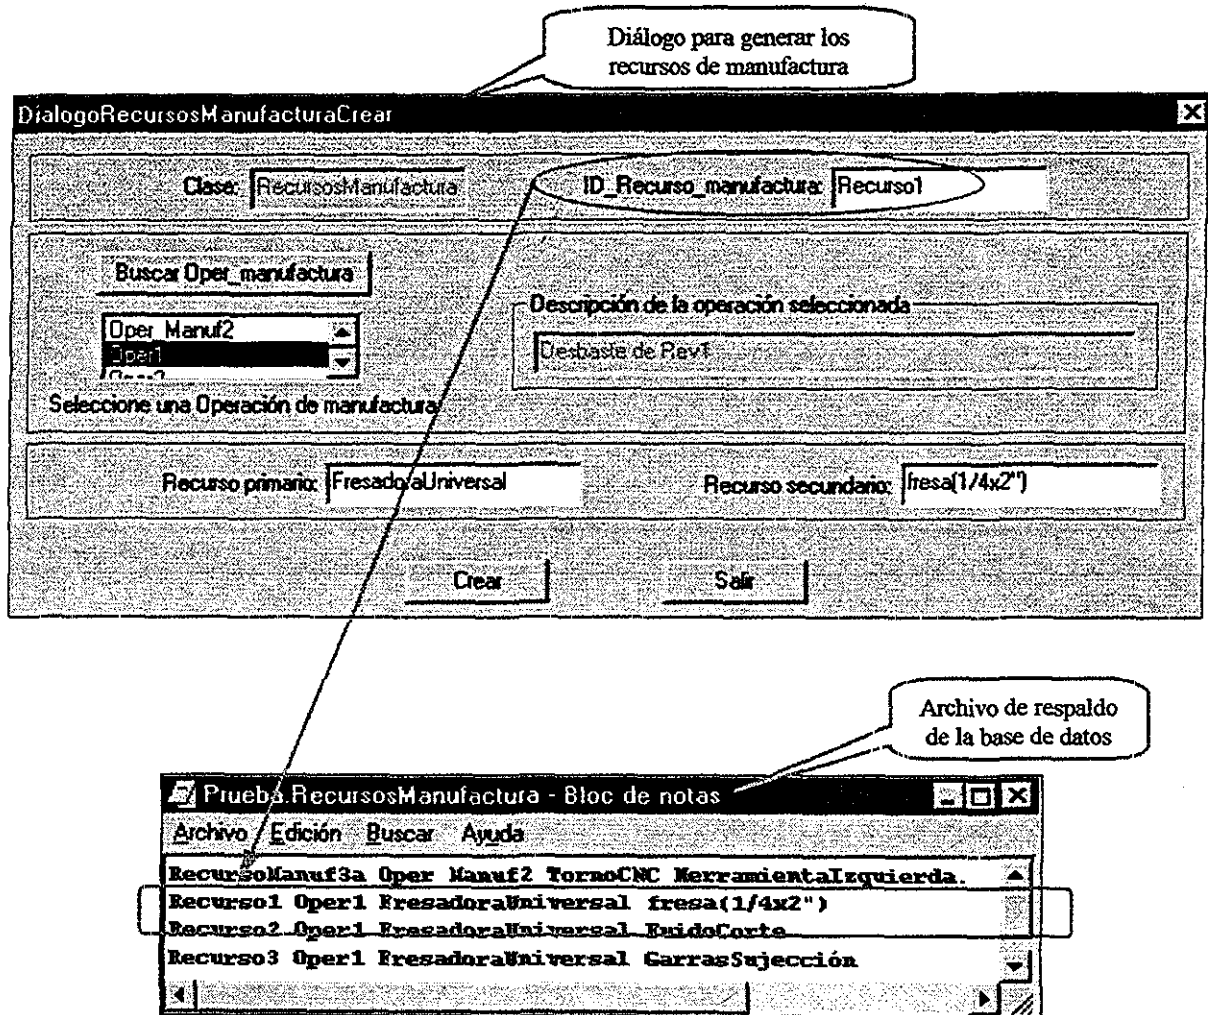 Diálogo para generar los
recursos de manufactura
DialogoRecursosManufacturaCrear
Clase: RecursosManufactura ID_Recurso_manufactura: Recurso1
Buscar Oper_manufactura
Oper_Manuf2
Oper1
Descripción de la operación seleccionada
Desbaste de Rev1
Seleccione una Operación de manufactura
Recurso primario: FresadoraUniversal Recurso secundario: fresa(1/4x2")
Crear Salir
Archivo de respaldo
de la base de datos
Prueba.RecursosManufactura - Bloc de notas
Archivo Edición Buscar Ayuda
RecursoManuf3a Oper Manuf2 TornoCNC HerramientaIzquierda.
Recurso1 Oper1 FresadoraUniversal fresa(1/4x2")
Recurso2 Oper1 FresadoraUniversal FuidoCorte
Recurso3 Oper1 FresadoraUniversal GarrasSujección